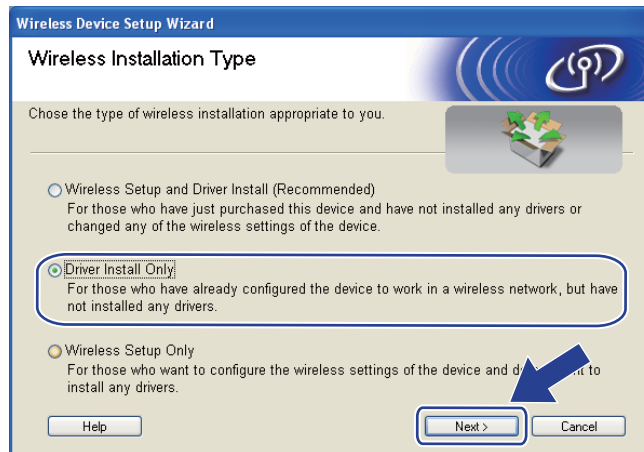 Wireless Device Setup Wizard
Wireless Installation Type
Chose the type of wireless installation appropriate to you.
Wireless Setup and Driver Install (Recommended)
For those who have just purchased this device and have not installed any drivers or
changed any of the wireless settings of the device.
Driver Install Only
For those who have already configured the device to work in a wireless network, but have
not installed any drivers.
Wireless Setup Only
For those who want to configure the wireless settings of the device and to
install any drivers.
Help
Next >
Cancel